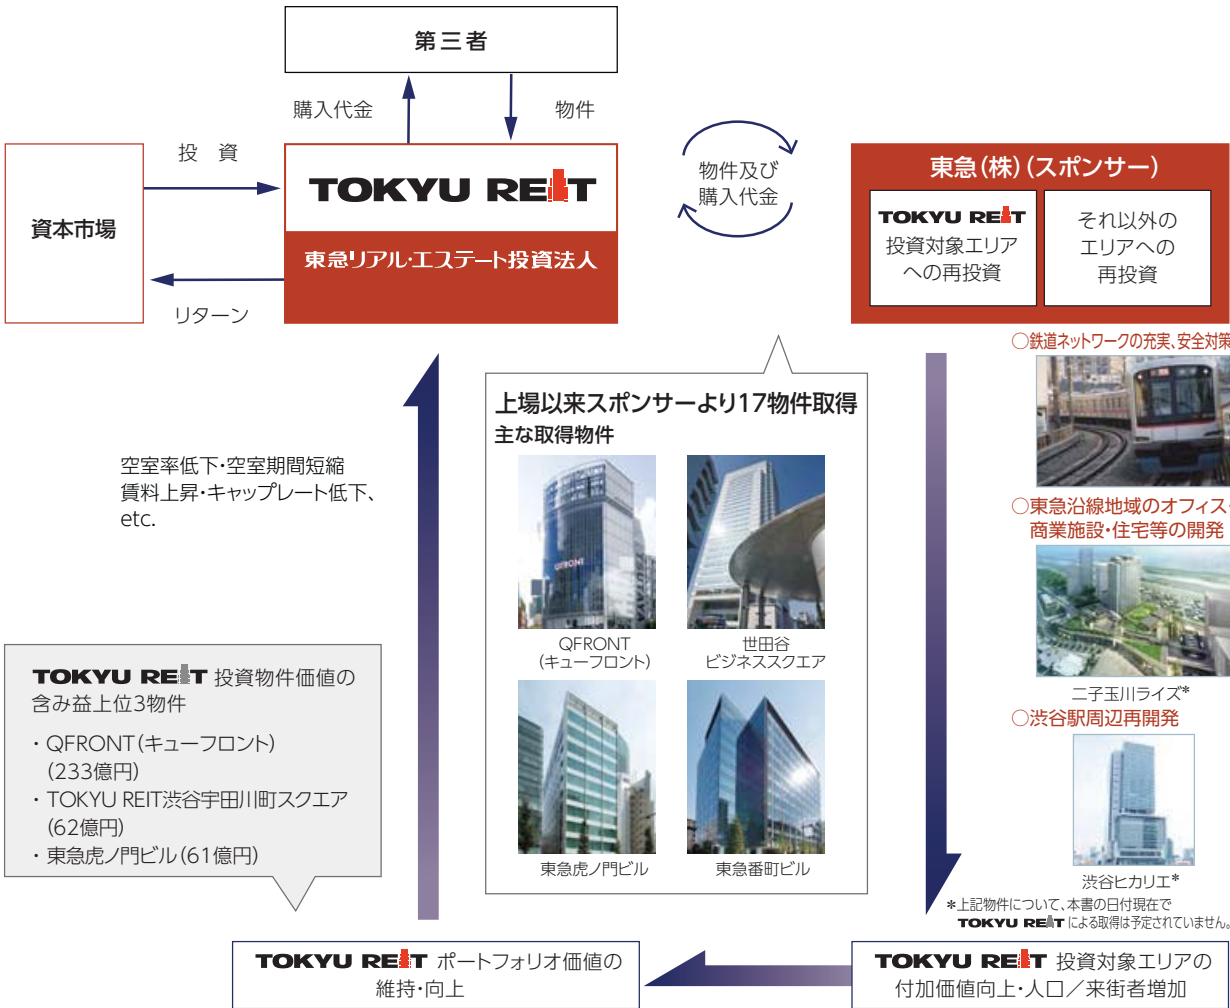 第三者
購入代金
物件
投 資
資本市場
リターン
TOKYU REIT
東急リアル・エステート投資法人
物件及び
購入代金
東急(株)(スポンサー)
TOKYU REIT
投資対象エリア
への再投資
それ以外の
エリアへの
再投資
○鉄道ネットワークの充実、安全対策
○東急沿線地域のオフィス・
商業施設・住宅等の開発
二子玉川ライズ*
○渋谷駅周辺再開発
渋谷ヒカリエ*
*上記物件について、本書の日付現在で
TOKYU REIT による取得は予定されていません。
上場以来スポンサーより17物件取得
主な取得物件
QFRONT
QFRONT
(キューフロント)
世田谷
ビジネススクエア
東急虎ノ門ビル
東急番町ビル
空室率低下・空室期間短縮
賃料上昇・キャップレート低下、
etc.
TOKYU REIT 投資物件価値の
含み益上位3物件
・QFRONT(キューフロント)
(233億円)
・TOKYU REIT渋谷宇田川町スクエア
(62億円)
・東急虎ノ門ビル(61億円)
TOKYU REIT ポートフォリオ価値の
維持・向上
TOKYU REIT 投資対象エリアの
付加価値向上・人口/来街者増加